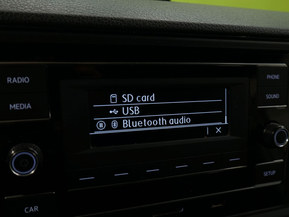 RADIO
MEDIA
CAR
SD card
USB
Bluetooth audio
PHONE
SOUND
SETUP